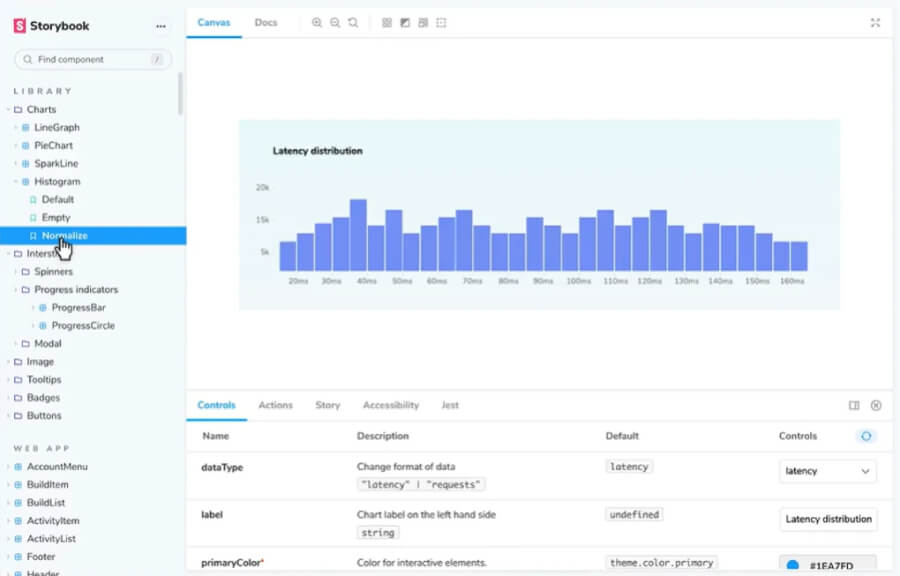 Storybook
Canvas
Docs
Find component
/
LIBRARY
Charts
LineGraph
PieChart
SparkLine
Histogram
Default
Empty
Normalize
Spinners
Progress indicators
ProgressBar
ProgressCircle
Modal
Image
Tooltips
Badges
Buttons
WEB APP
AccountMenu
BuildItem
BuildList
ActivityItem
ActivityList
Footer
Header
Latency distribution
20k
15k
5k
20ms 30ms 40ms 50ms 60ms 70ms 80ms 90ms 100ms 110ms 120ms 130ms 140ms 150ms 160ms
Controls Actions Story Accessibility Jest
Name Description Default Controls
dataType Change format of data latency latency
"latency" | "requests"
label Chart label on the left hand side undefined Latency distribution
string
primaryColor* Color for interactive elements. theme.color.primary #1EA7FD